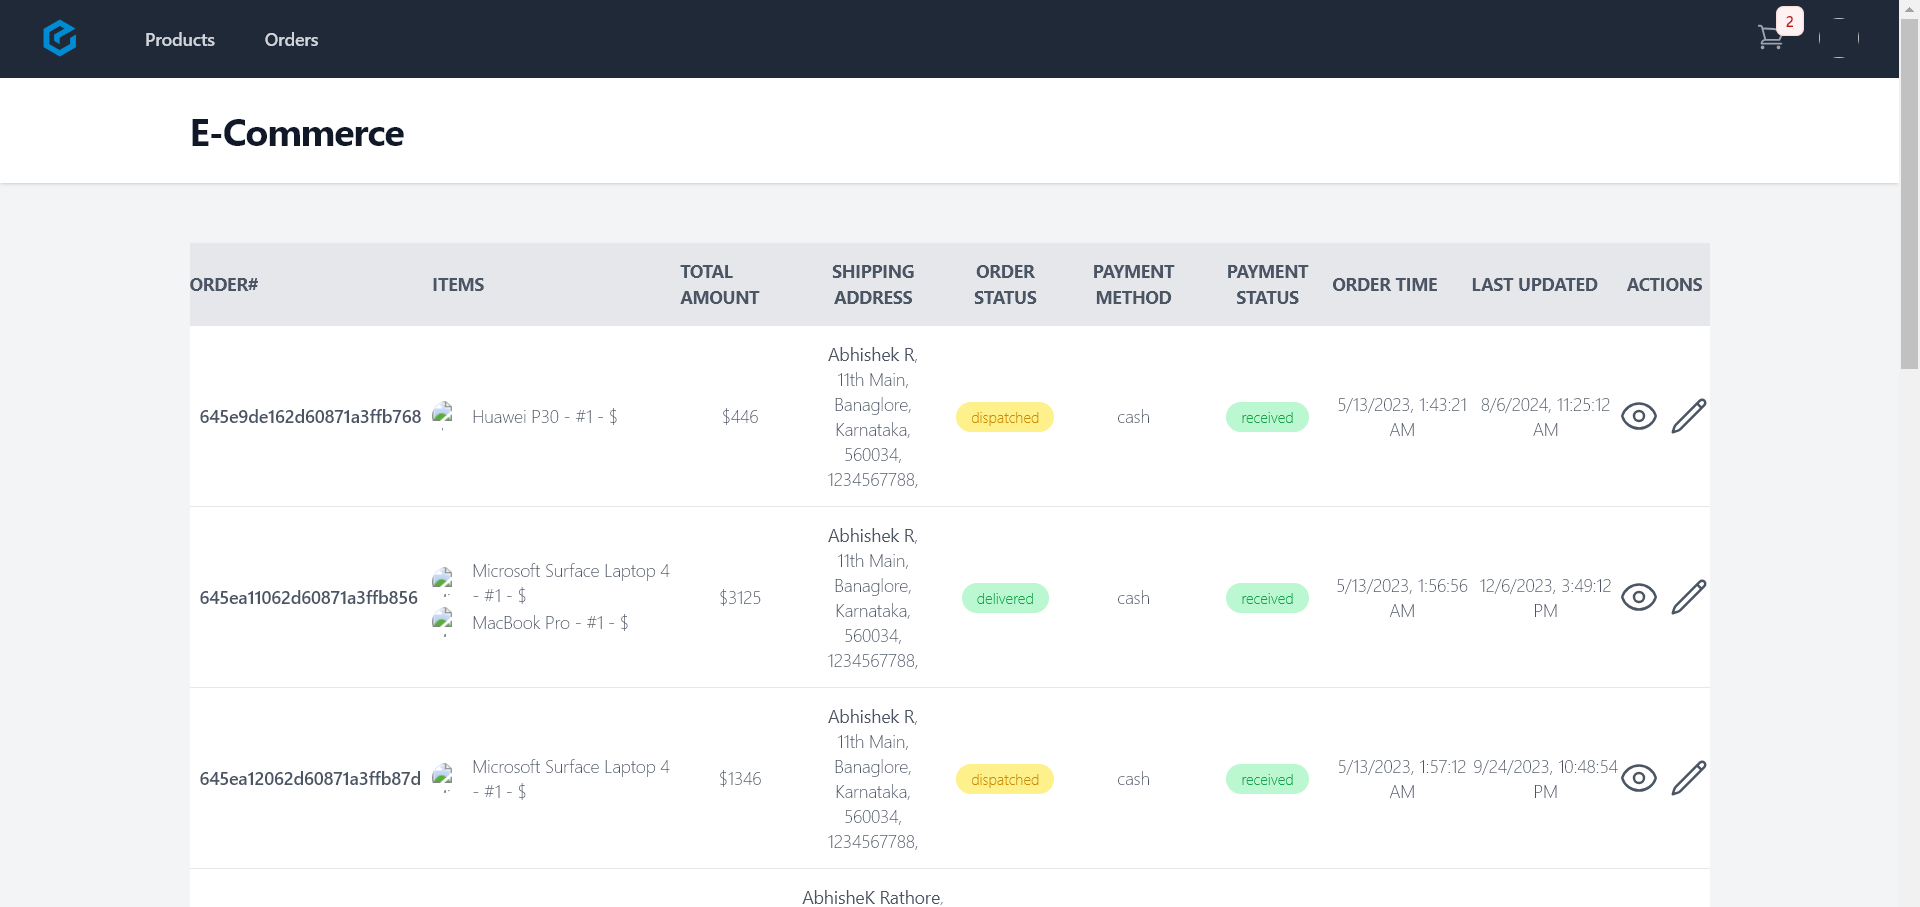 Products
Orders
2
E-Commerce
ORDER#
ITEMS
TOTAL
AMOUNT
SHIPPING
ADDRESS
ORDER
STATUS
PAYMENT
METHOD
PAYMENT
STATUS
ORDER TIME
LAST UPDATED
ACTIONS
645e9de162d60871a3ffb768
Huawei P30 - #1 - $
$446
Abhishek R,
11th Main,
Banaglore,
Karnataka,
560034,
1234567788,
dispatched
cash
received
5/13/2023, 1:43:21
AM
8/6/2024, 11:25:12
AM
645ea11062d60871a3ffb856
Microsoft Surface Laptop 4
- #1 - $
MacBook Pro - #1 - $
$3125
Abhishek R,
11th Main,
Banaglore,
Karnataka,
560034,
1234567788,
delivered
cash
received
5/13/2023, 1:56:56
AM
12/6/2023, 3:49:12
PM
645ea12062d60871a3ffb87d
Microsoft Surface Laptop 4
- #1 - $
$1346
Abhishek R,
11th Main,
Banaglore,
Karnataka,
560034,
1234567788,
dispatched
cash
received
5/13/2023, 1:57:12
AM
9/24/2023, 10:48:54
PM
AbhisheK Rathore,